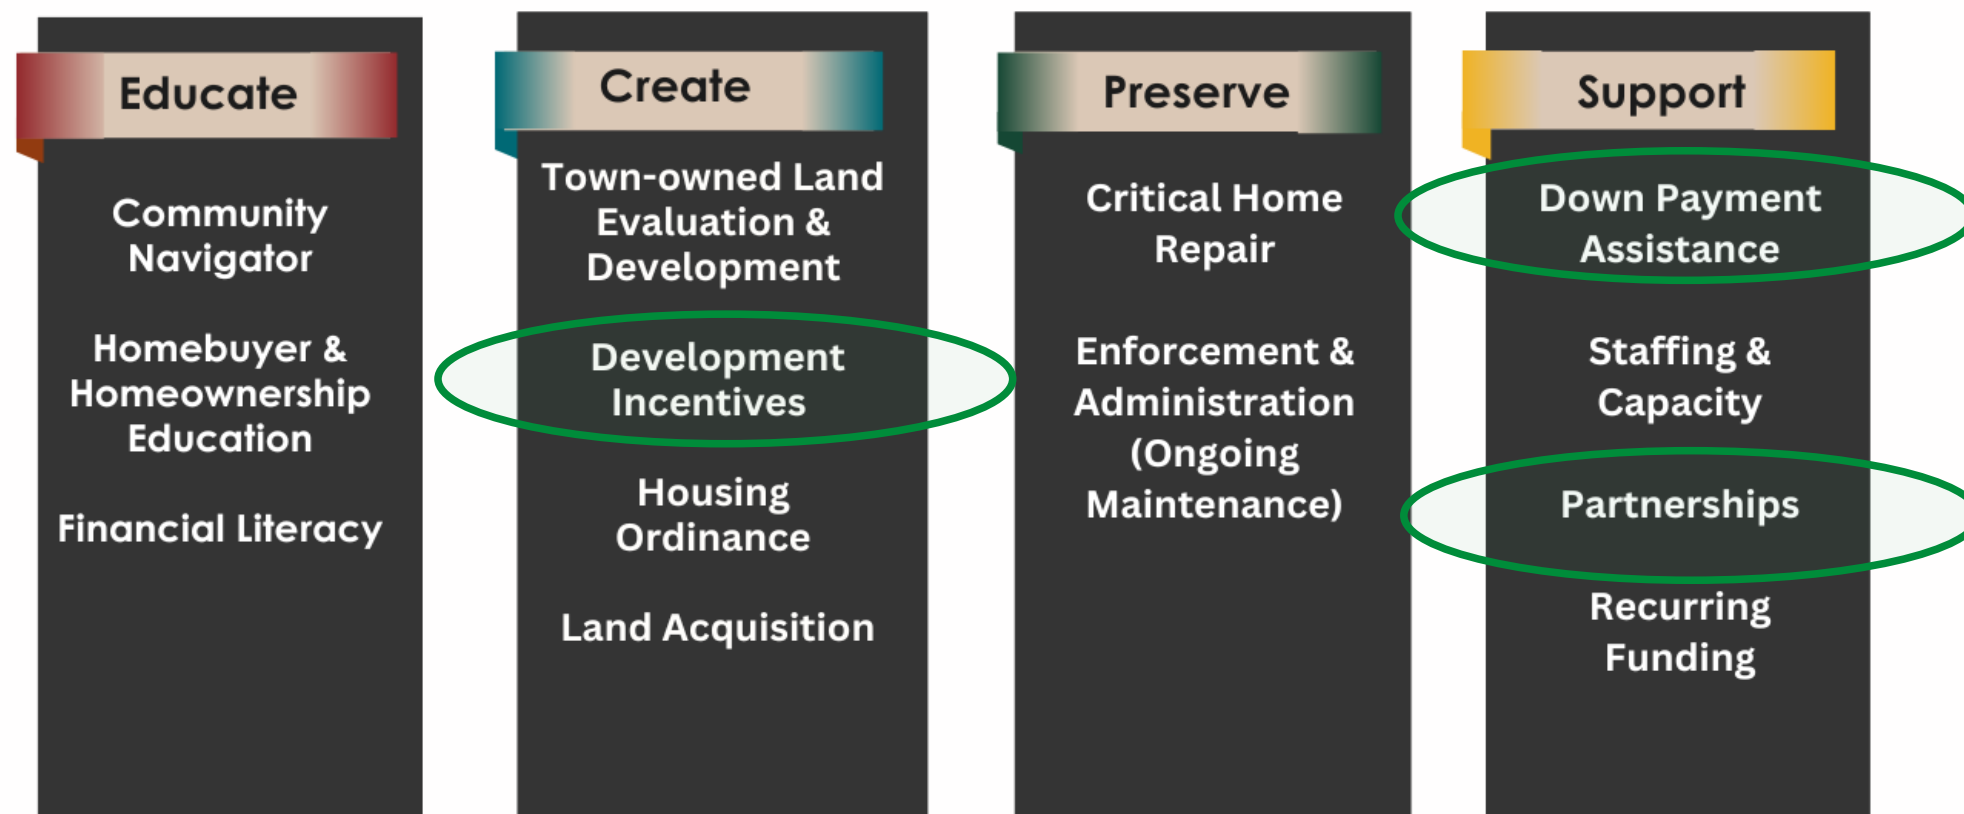 Educate
Community
Navigator
Homebuyer &
Homeownership
Education
Financial Literacy
Create
Town-owned Land
Evaluation &
Development
Development
Incentives
Housing
Ordinance
Land Acquisition
Preserve
Critical Home
Repair
Enforcement &
Administration
(Ongoing
Maintenance)
Support
Down Payment
Assistance
Staffing &
Capacity
Partnerships
Recurring
Funding